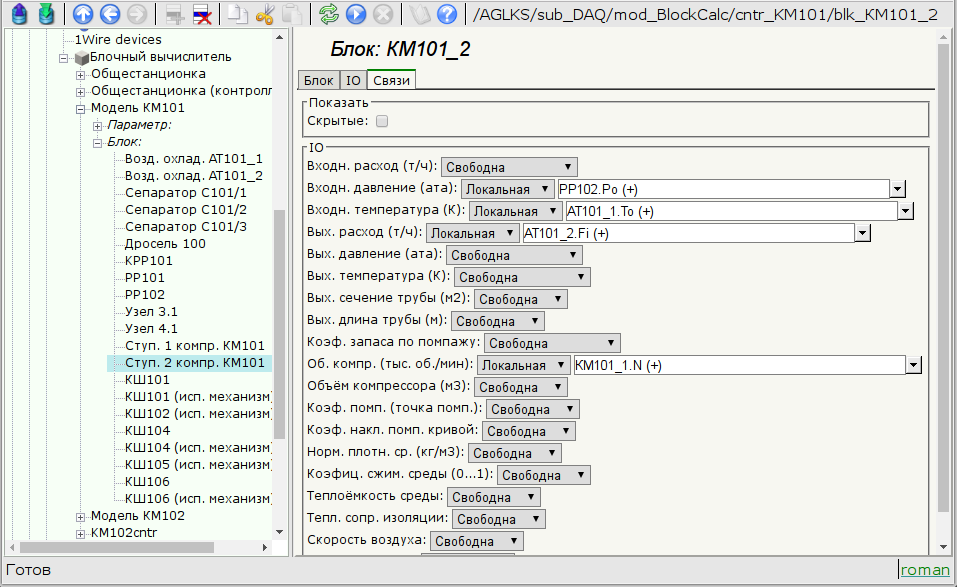 /AGLKS/sub_DAQ/mod_BlockCalc/cntr_KM101/blk_KM101_2
1Wire devices
Блочный вычислитель
Общестанционка
Общестанционка (контролл
Модель КМ101
Параметр:
Блок:
Возд. охлад. АТ101_1
Возд. охлад. АТ101_2
Сепаратор С101/1
Сепаратор С101/2
Сепаратор С101/3
Дросель 100
КРР101
РР101
РР102
Узел 3.1
Узел 4.1
Ступ. 1 компр. КМ101
Ступ. 2 компр. КМ101
КШ101
КШ101 (исп. механизм)
КШ102 (исп. механизм)
КШ104
КШ104 (исп. механизм)
КШ105 (исп. механизм)
КШ106
КШ106 (исп. механизм)
Модель КМ102
KM102cntr
Блок: KM101_2
Блок IO Связи
Показать
Скрытые:
IO
Входн. расход (т/ч): Свободна
Входн. давление (ата): Локальная PP102.Po (+)
Входн. температура (К): Локальная AT101_1.To (+)
Вых. расход (т/ч): Локальная AT101_2.Fi (+)
Вых. давление (ата): Свободна
Вых. температура (К): Свободна
Вых. сечение трубы (м2): Свободна
Вых. длина трубы (м): Свободна
Коэф. запаса по помпажу: Свободна
Об. компр. (тыс. об./мин): Локальная KM101_1.N (+)
Объём компрессора (м3): Свободна
Коэф. помп. (точка помп.): Свободна
Коэф. накл. помп. кривой: Свободна
Норм. плотн. ср. (кг/м3): Свободна
Коэфиц. сжим. среды (0...1): Свободна
Теплоёмкость среды: Свободна
Тепл. сопр. изоляции: Свободна
Скорость воздуха: Свободна
Готов
roman